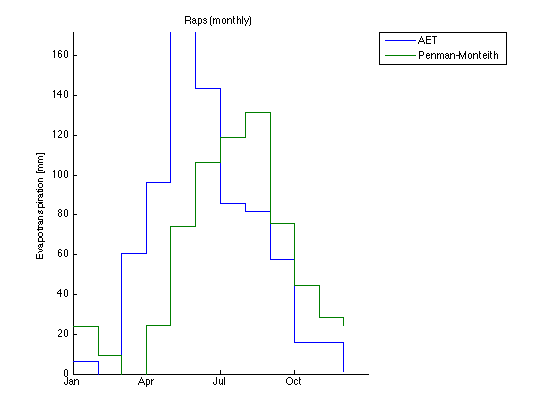 Raps (monthly)
AET
Penman-Monteith
Evapotranspiration [mm]
160
140
120
100
80
60
40
20
0
Jan
Apr
Jul
Oct